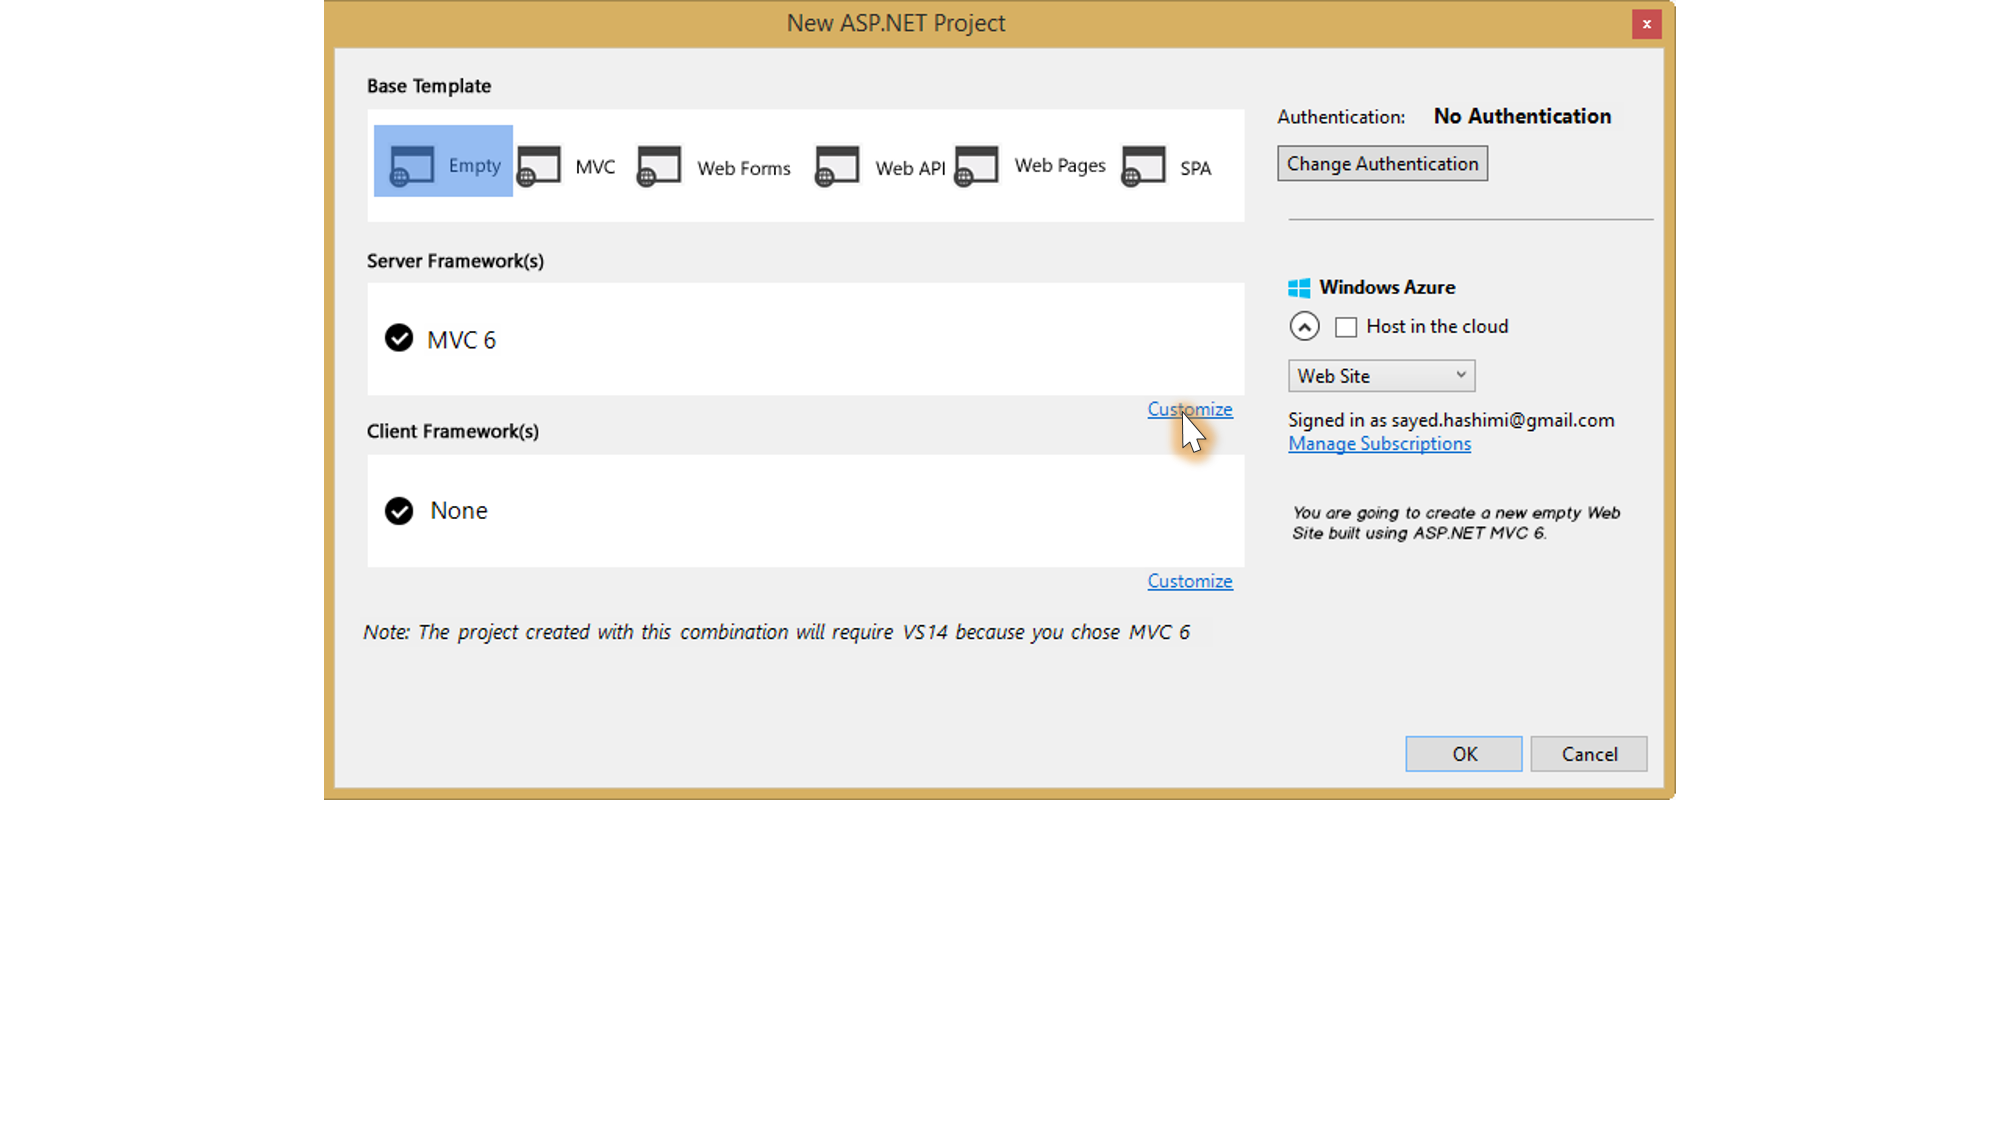 New ASP.NET Project
x
Base Template
Empty
MVC
Web Forms
Web API
Web Pages
SPA
Authentication: No Authentication
Change Authentication
Server Framework(s)
MVC 6
Customize
Client Framework(s)
None
Customize
Note: The project created with this combination will require VS14 because you chose MVC 6
Windows Azure
Host in the cloud
Web Site
Signed in as sayed.hashimi@gmail.com
Manage Subscriptions
You are going to create a new empty Web
Site built using ASP.NET MVC 6.
OK
Cancel